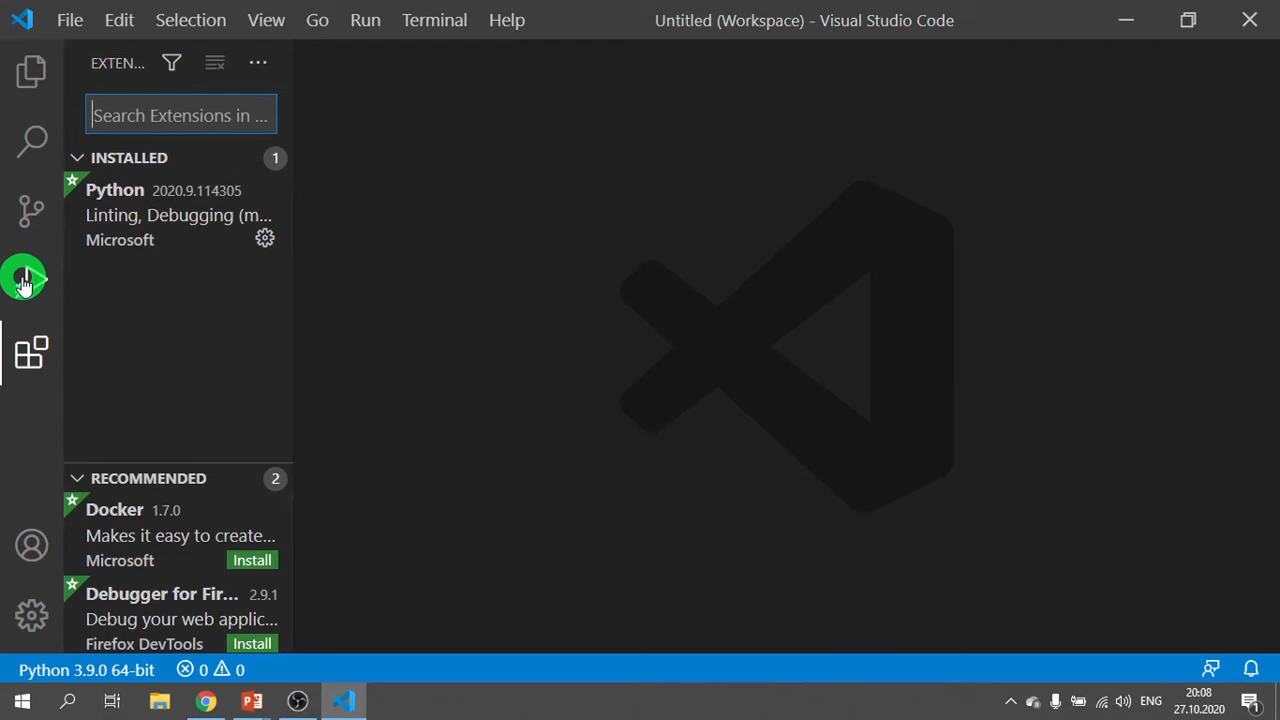 File Edit Selection View Go Run Terminal Help Untitled (Workspace) - Visual Studio Code
EXTEN...
Search Extensions in ...
INSTALLED 1
Python 2020.9.114305
Linting, Debugging (m...
Microsoft
RECOMMENDED 2
Docker 1.7.0
Makes it easy to create...
Microsoft Install
Debugger for Fir... 2.9.1
Debug your web applic...
Firefox DevTools Install
Python 3.9.0 64-bit 0 0
ENG
20:08
27.10.2020
1